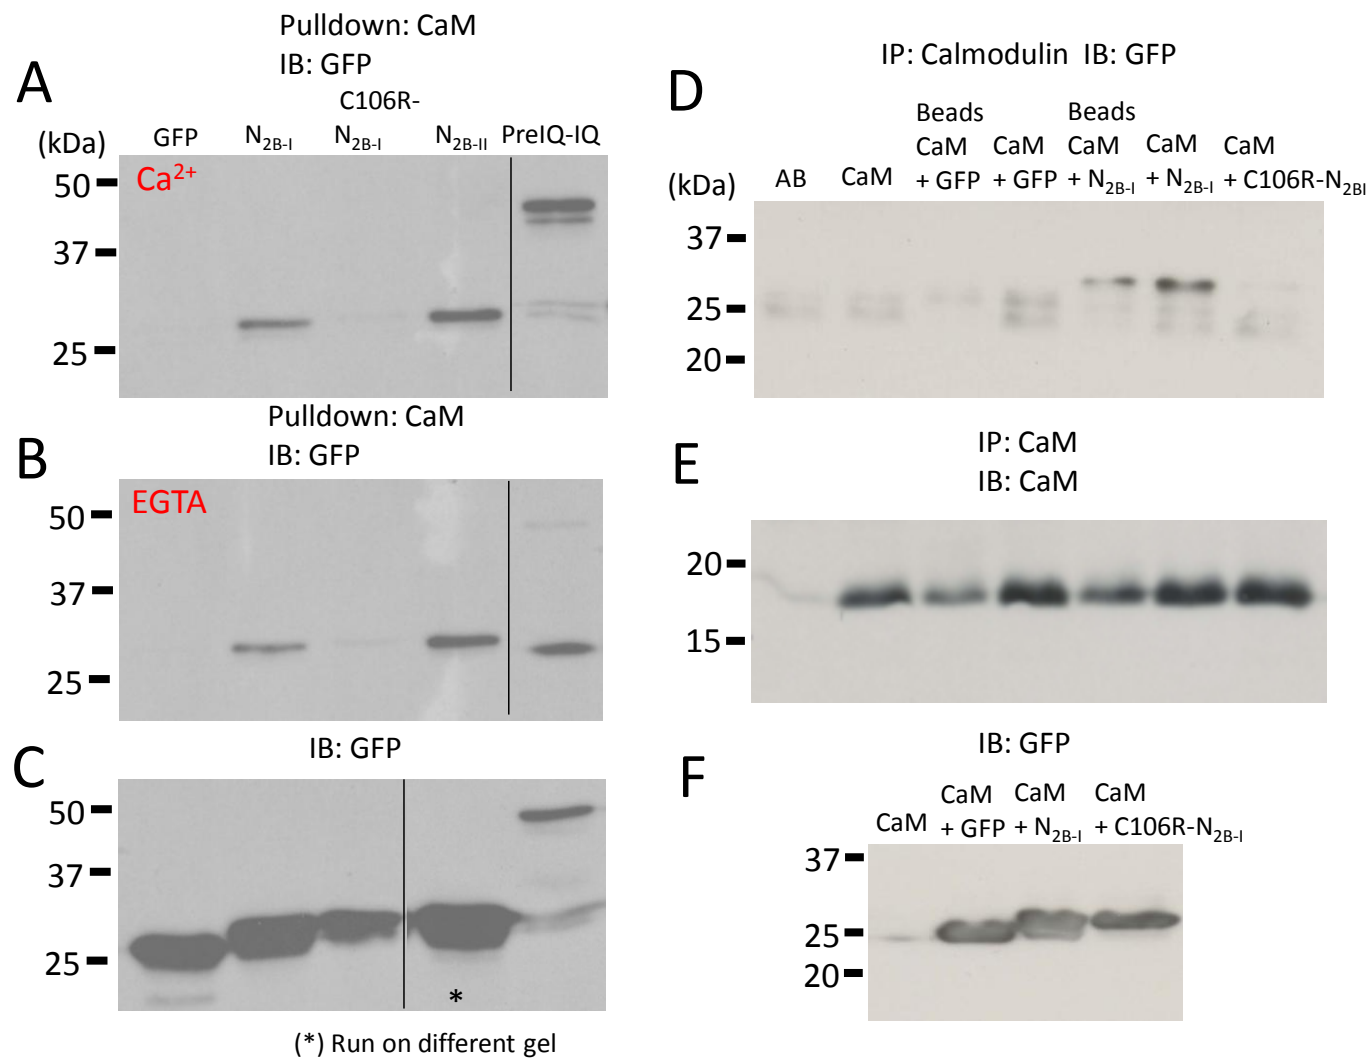 A
Pulldown: CaM
IB: GFP
C106R-
(kDa) GFP N2B-I N2B-I N2B-II PreIQ-IQ
Ca2+
50
37
25
B
Pulldown: CaM
IB: GFP
EGTA
50
37
25
C
IB: GFP
50
37
25
*
(*) Run on different gel
D
IP: Calmodulin IB: GFP
Beads Beads
CaM CaM CaM CaM CaM
(kDa) AB CaM + GFP + GFP + N2B-I + N2B-I + C106R-N2BI
37
25
20
E
IP: CaM
IB: CaM
20
15
F
IB: GFP
CaM CaM CaM
CaM + GFP + N2B-I + C106R-N2B-I
37
25
20